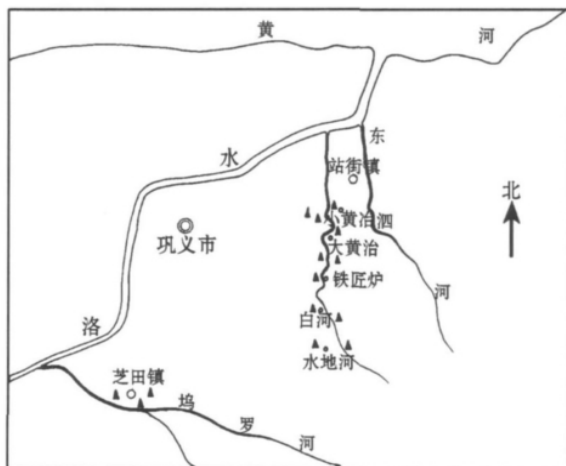 黄 河
水
东
站街镇
北
小黄冶
泗
巩义市
大黄冶
铁匠炉
河
白河
洛
水地河
芝田镇
坞
罗
河